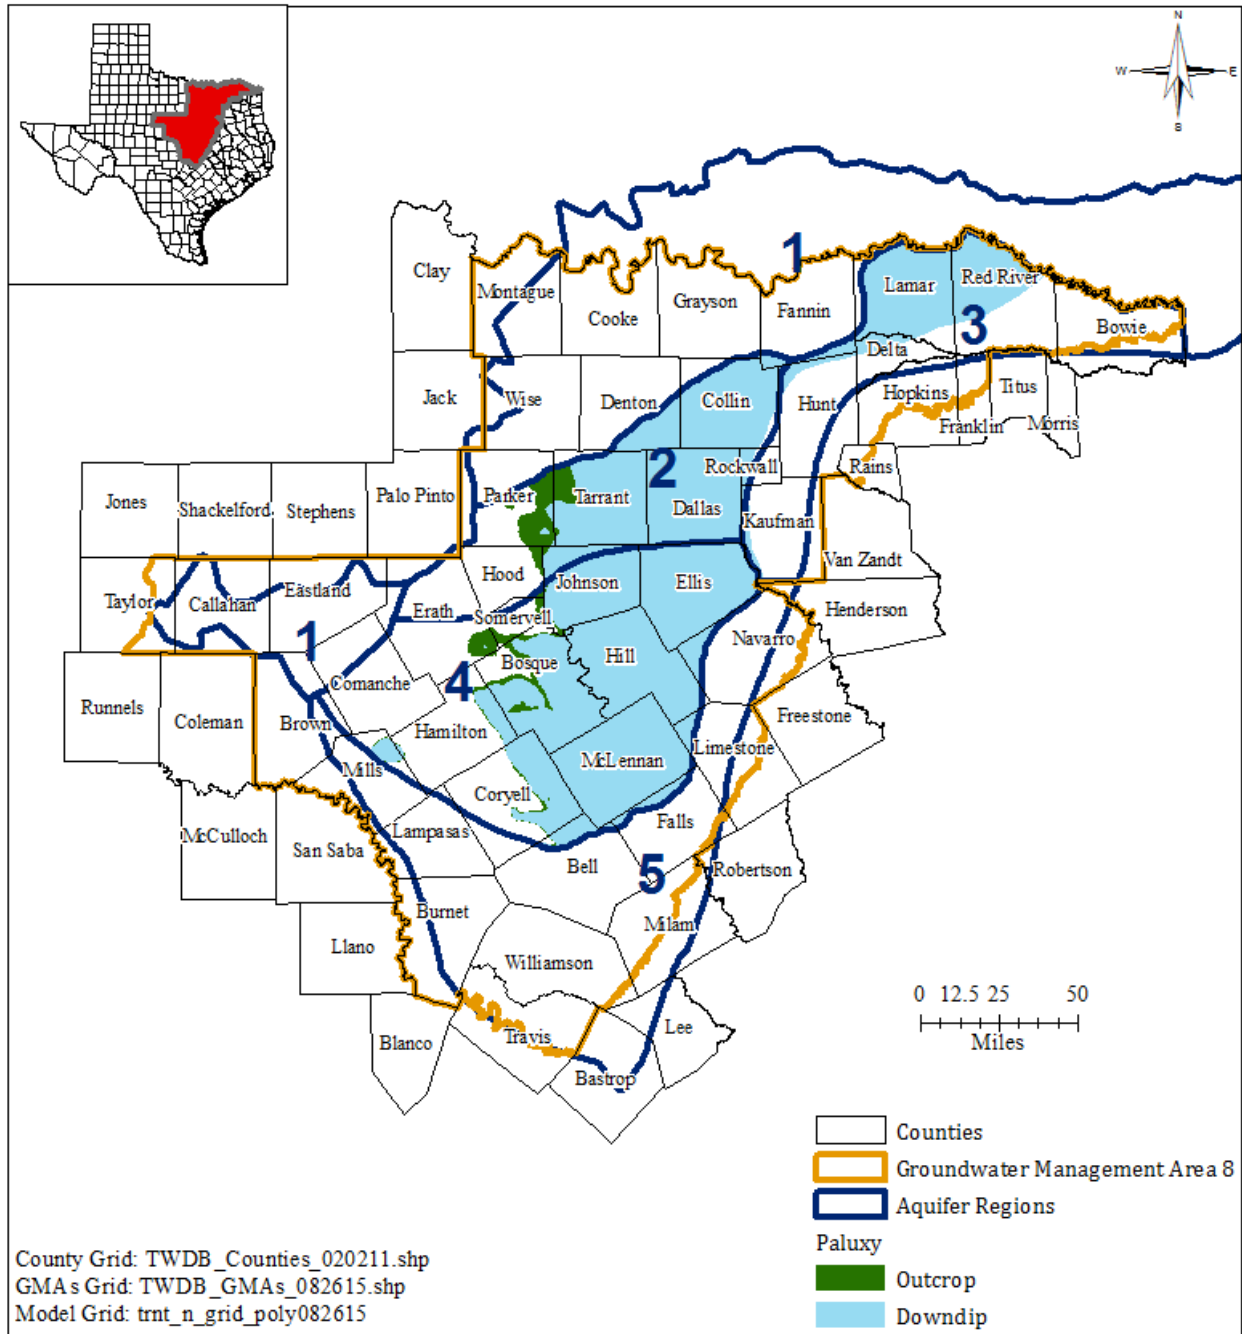 N
W E
S
1
Clay
Montague
Lamar
Red River
Grayson
Fannin
Cooke
3
Bowie
Delta
Jack
Wise
Denton
Collin
Hunt
Hopkins
Titus
Franklin
Morris
2
Rockwall
Rains
Jones
Shackelford
Stephens
Palo Pinto
Parker
Tarrant
Dallas
Kaufman
Van Zandt
Taylor
Callahan
Eastland
Hood
Johnson
Ellis
Erath
Somervell
Henderson
1
Navarro
Bosque
Hill
4
Comanche
Runnels
Coleman
Brown
Hamilton
Freestone
Limestone
McLennan
Mills
Coryell
McCulloch
San Saba
Lampasas
Falls
Bell
5
Robertson
Burnet
Milam
Llano
Williamson
Travis
Lee
Blanco
Bastrop
0 12.5 25 50
Miles
Counties
Groundwater Management Area 8
Aquifer Regions
Paluxy
Outcrop
Downdip
County Grid: TWDB_Counties_020211.shp
GMAs Grid: TWDB_GMAs_082615.shp
Model Grid: trnt_n_grid_poly082615